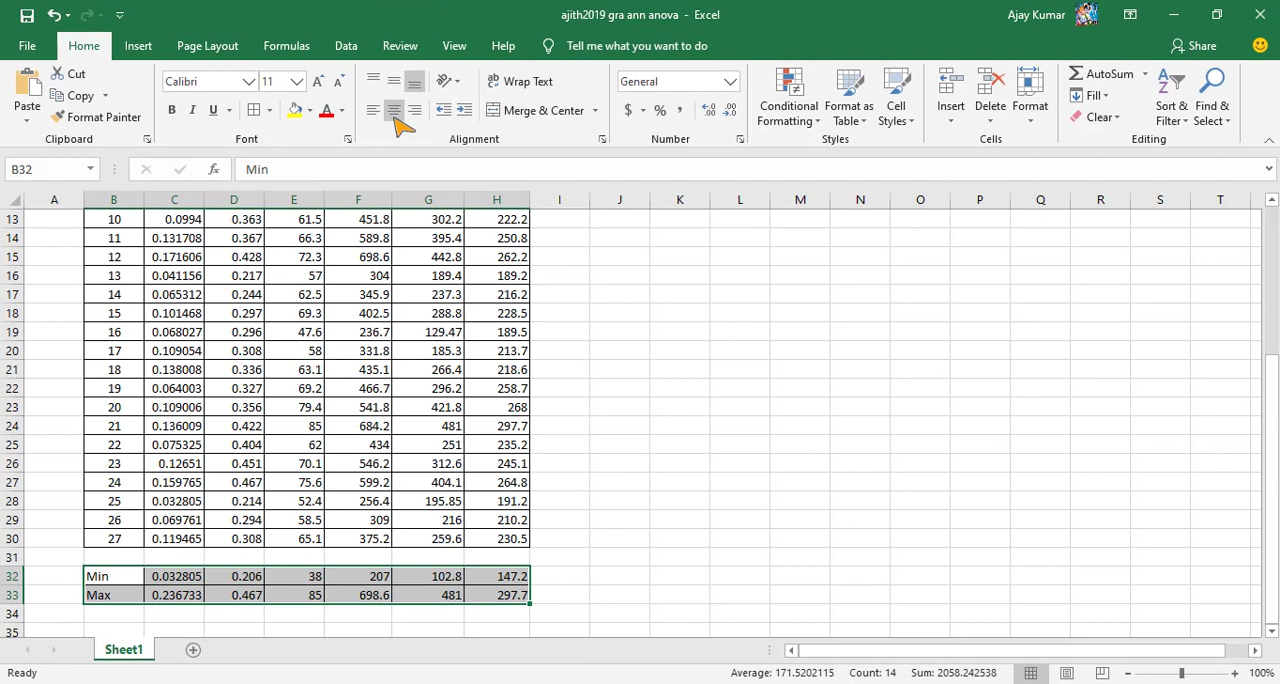 ajith2019 gra ann anova - Excel
Ajay Kumar
File Home Insert Page Layout Formulas Data Review View Help Tell me what you want to do Share
Paste Cut Copy Format Painter
Clipboard
Calibri 11
B I U A
Font
Wrap Text
Merge & Center
Alignment
General
$ % ,
Number
Conditional Formatting Format as Table Cell Styles
Styles
Insert Delete Format
Cells
AutoSum Fill Clear Sort & Filter Find & Select
Editing
B32 fx Min
A B C D E F G H I J K L M N O P Q R S T
13 10 0.0994 0.363 61.5 451.8 302.2 222.2
14 11 0.131708 0.367 66.3 589.8 395.4 250.8
15 12 0.171606 0.428 72.3 698.6 442.8 262.2
16 13 0.041156 0.217 57 304 189.4 189.2
17 14 0.065312 0.244 62.5 345.9 237.3 216.2
18 15 0.101468 0.297 69.3 402.5 288.8 228.5
19 16 0.068027 0.296 47.6 236.7 129.47 189.5
20 17 0.109054 0.308 58 331.8 185.3 213.7
21 18 0.138008 0.336 63.1 435.1 266.4 218.6
22 19 0.064003 0.327 69.2 466.7 296.2 258.7
23 20 0.109006 0.356 79.4 541.8 421.8 268
24 21 0.136009 0.422 85 684.2 481 297.7
25 22 0.075325 0.404 62 434 251 235.2
26 23 0.12651 0.451 70.1 546.2 312.6 245.1
27 24 0.159765 0.467 75.6 599.2 404.1 264.8
28 25 0.032805 0.214 52.4 256.4 195.85 191.2
29 26 0.069761 0.294 58.5 309 216 210.2
30 27 0.119465 0.308 65.1 375.2 259.6 230.5
31
32 Min 0.032805 0.206 38 207 102.8 147.2
33 Max 0.236733 0.467 85 698.6 481 297.7
34
35
Sheet1
Ready Average: 171.5202115 Count: 14 Sum: 2058.242538 100%